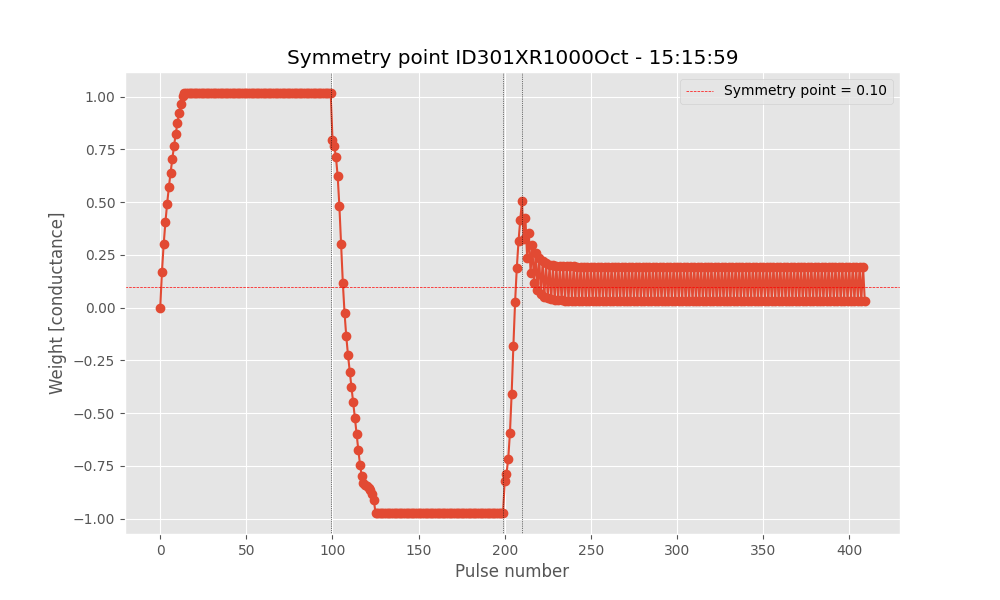 Symmetry point ID301XR1000Oct - 15:15:59
Symmetry point = 0.10
1.00
0.75
0.50
0.25
0.00
−0.25
−0.50
−0.75
−1.00
Weight [conductance]
0 50 100 150 200 250 300 350 400
Pulse number